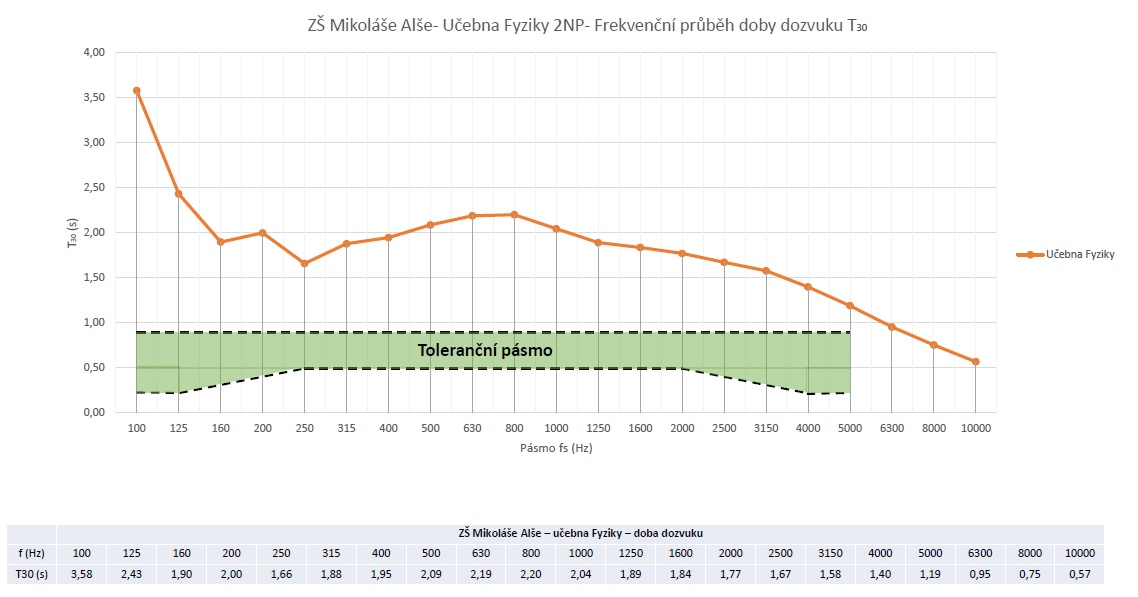 ZŠ Mikoláše Alše- Učebna Fyziky 2NP- Frekvenční průběh doby dozvuku T₃₀
4,00
3,50
3,00
2,50
2,00
1,50
1,00
0,50
0,00
T₃₀ (s)
Toleranční pásmo
Učebna Fyziky
100 125 160 200 250 315 400 500 630 800 1000 1250 1600 2000 2500 3150 4000 5000 6300 8000 10000
Pásmo fs (Hz)
ZŠ Mikoláše Alše – učebna Fyziky – doba dozvuku
f (Hz) 100 125 160 200 250 315 400 500 630 800 1000 1250 1600 2000 2500 3150 4000 5000 6300 8000 10000
T30 (s) 3,58 2,43 1,90 2,00 1,66 1,88 1,95 2,09 2,19 2,20 2,04 1,89 1,84 1,77 1,67 1,58 1,40 1,19 0,95 0,75 0,57